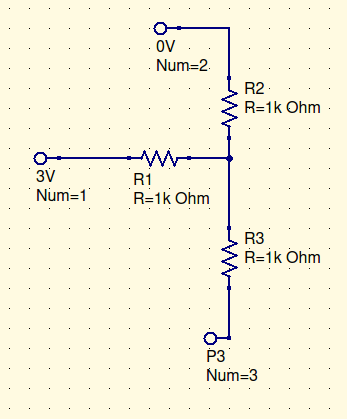 0V
Num=2
R2
R=1k Ohm
3V
Num=1
R1
R=1k Ohm
R3
R=1k Ohm
P3
Num=3